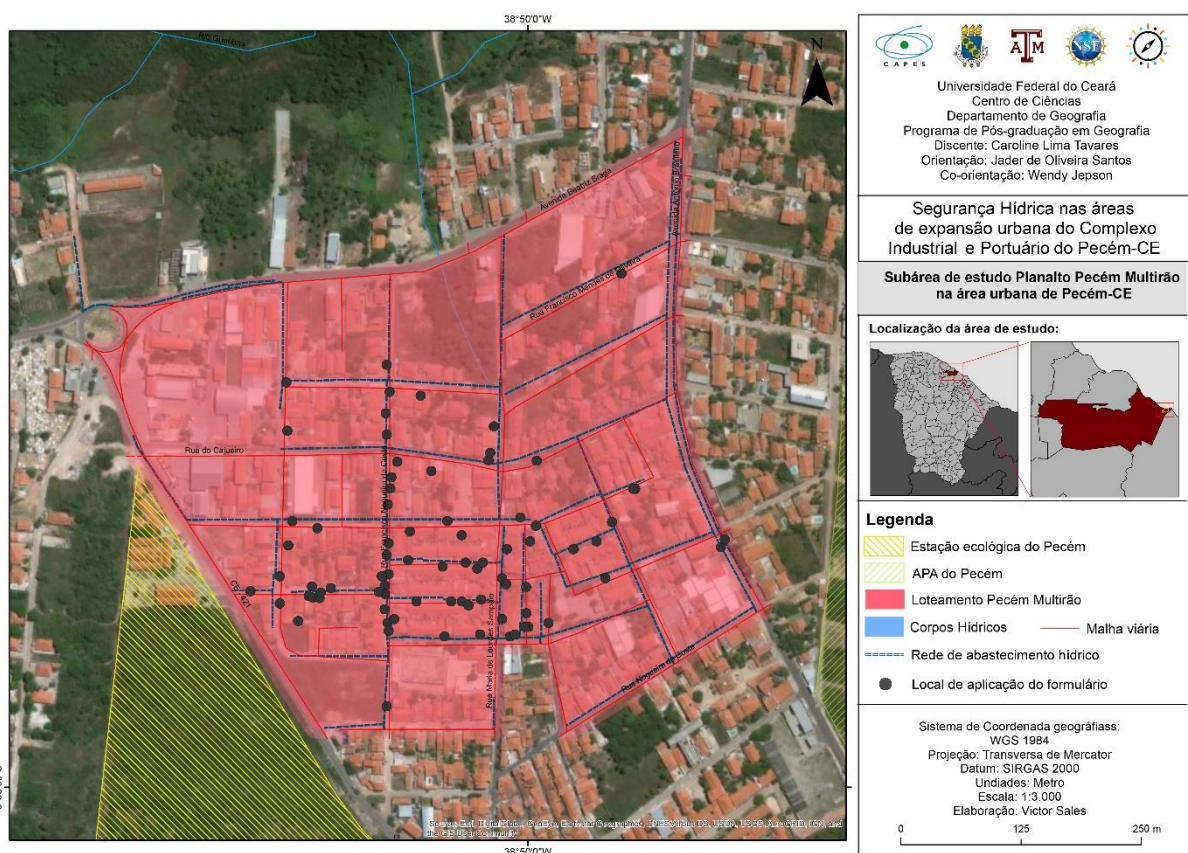 38°50'0"W
N
Rio Guaribas
Avenida Beatriz Braga
Rua Francisco Mendes de Oliveira
Rua do Cajueiro
CE - 421
Rua Maria de Lourdes Sampaio
Rua Nogueira da Costa
38°50'0"W
CAPES
ATM
NSF
Universidade Federal do Ceará
Centro de Ciências
Departamento de Geografia
Programa de Pós-graduação em Geografia
Discente: Caroline Lima Tavares
Orientação: Jader de Oliveira Santos
Co-orientação: Wendy Jepson
Segurança Hídrica nas áreas
de expansão urbana do Complexo
Industrial e Portuário do Pecém-CE
Subárea de estudo Planalto Pecém Multirão
na área urbana de Pecém-CE
Localização da área de estudo:
Legenda
Estação ecológica do Pecém
APA do Pecém
Loteamento Pecém Multirão
Corpos Hídricos
Malha viária
Rede de abastecimento hídrico
Local de aplicação do formulário
Sistema de Coordenada geográfiass:
WGS 1984
Projeção: Transversa de Mercator
Datum: SIRGAS 2000
Undiades: Metro
Escala: 1:3.000
Elaboração: Victor Sales
0 125 250 m